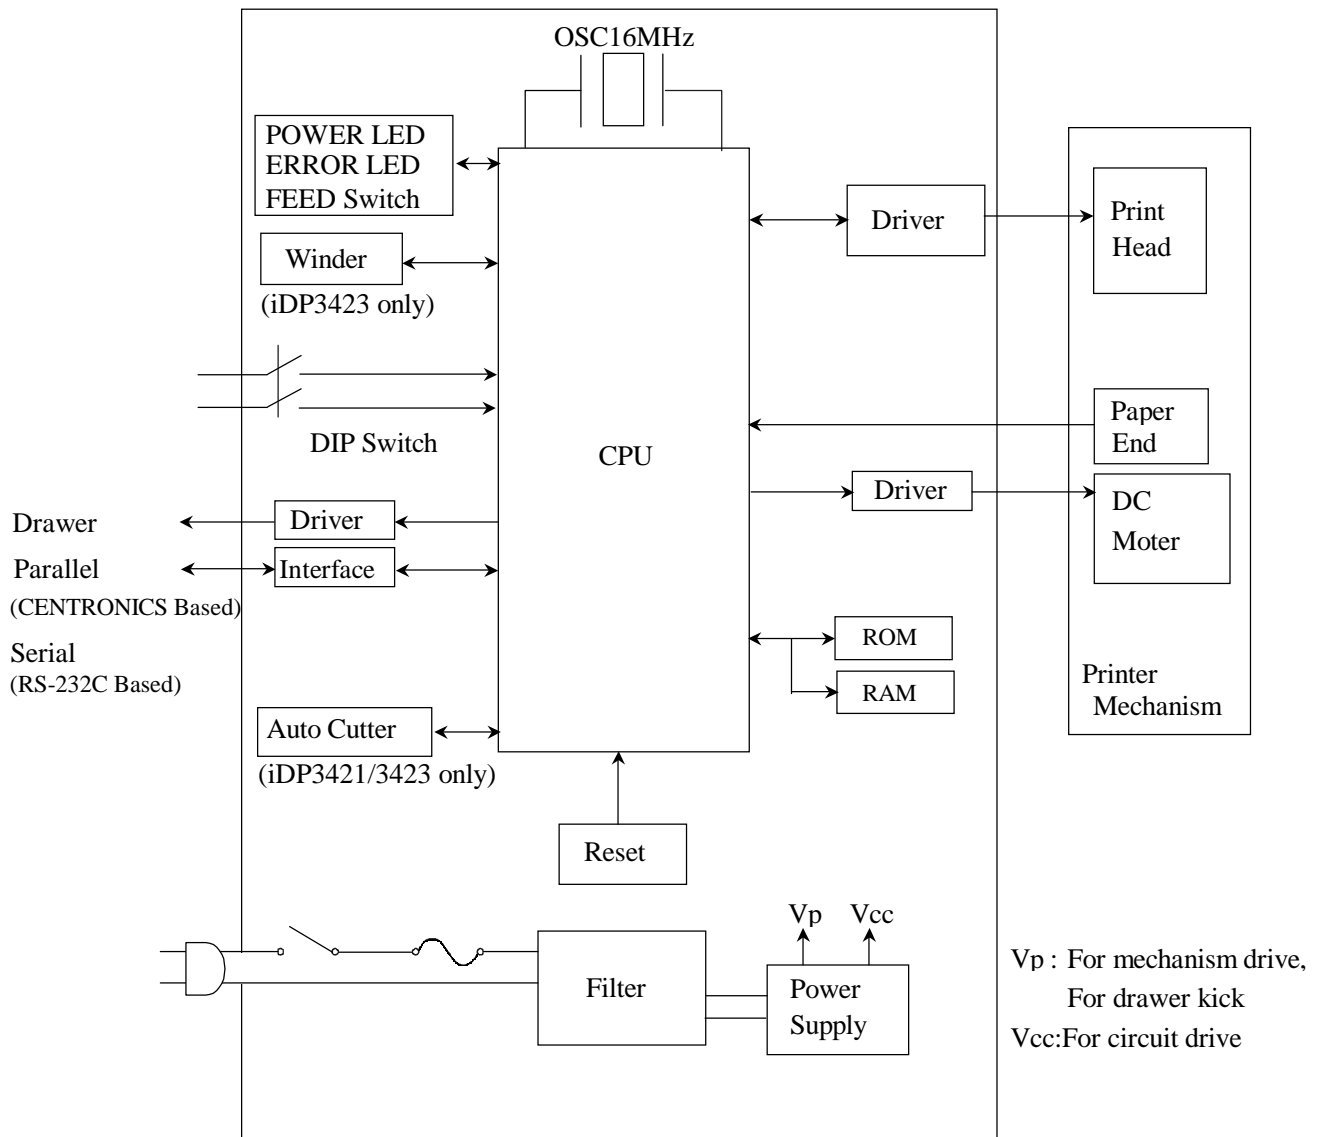 OSC16MHz
POWER LED
ERROR LED
FEED Switch
Winder
(iDP3423 only)
DIP Switch
CPU
Driver
Print
Head
Paper
End
Driver
DC
Moter
Drawer
Driver
Parallel
Interface
(CENTRONICS Based)
Serial
(RS-232C Based)
ROM
RAM
Printer
Mechanism
Auto Cutter
(iDP3421/3423 only)
Reset
Vp
Vcc
Filter
Power
Supply
Vp : For mechanism drive,
For drawer kick
Vcc:For circuit drive